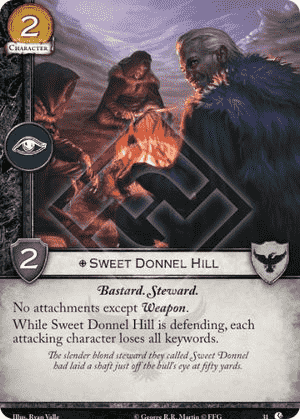 2
CHARACTER
2
SWEET DONNEL HILL
Bastard. Steward.
No attachments except Weapon.
While Sweet Donnel Hill is defending, each
attacking character loses all keywords.
The slender blond steward they called Sweet Donnel
had laid a shaft just off the bull's eye at fifty yards.
Illus. Ryan Valle
© George R.R. Martin © FFG